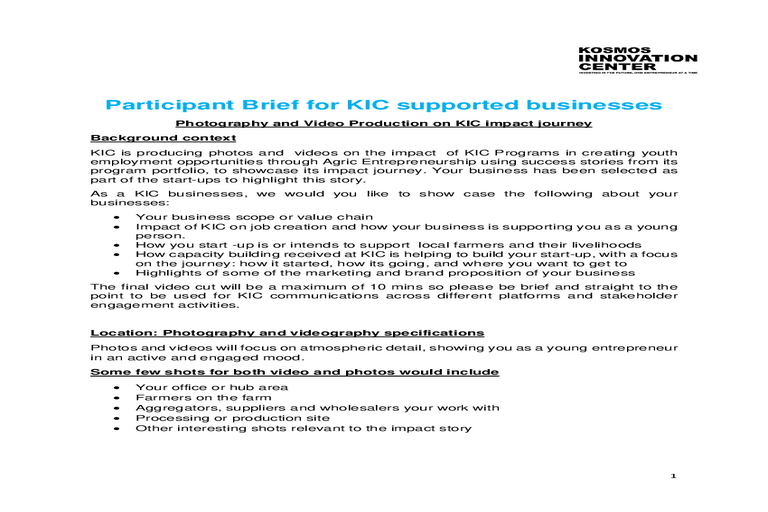 KOSMOS
INNOVATION
CENTER
INVESTING IN THE FUTURE, ONE ENTREPRENEUR AT A TIME
Participant Brief for KIC supported businesses
Photography and Video Production on KIC impact journey
Background context
KIC is producing photos and videos on the impact of KIC Programs in creating youth
employment opportunities through Agric Entrepreneurship using success stories from its
program portfolio, to showcase its impact journey. Your business has been selected as
part of the start-ups to highlight this story.
As a KIC businesses, we would you like to show case the following about your
businesses:
• Your business scope or value chain
• Impact of KIC on job creation and how your business is supporting you as a young
person.
• How you start -up is or intends to support local farmers and their livelihoods
• How capacity building received at KIC is helping to build your start-up, with a focus
on the journey: how it started, how its going, and where you want to get to
• Highlights of some of the marketing and brand proposition of your business
The final video cut will be a maximum of 10 mins so please be brief and straight to the
point to be used for KIC communications across different platforms and stakeholder
engagement activities.
Location: Photography and videography specifications
Photos and videos will focus on atmospheric detail, showing you as a young entrepreneur
in an active and engaged mood.
Some few shots for both video and photos would include
• Your office or hub area
• Farmers on the farm
• Aggregators, suppliers and wholesalers your work with
• Processing or production site
• Other interesting shots relevant to the impact story
1